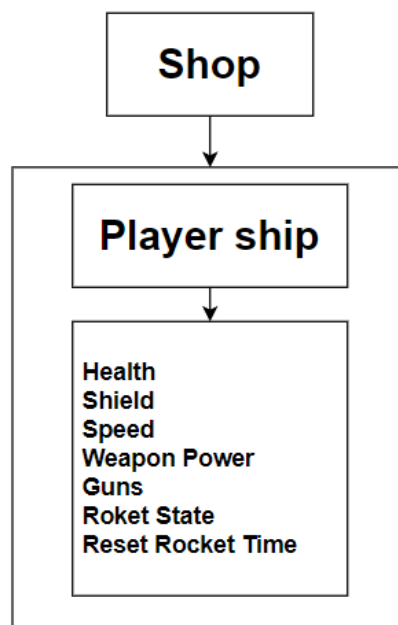 Shop
Player ship
Health
Shield
Speed
Weapon Power
Guns
Roket State
Reset Rocket Time